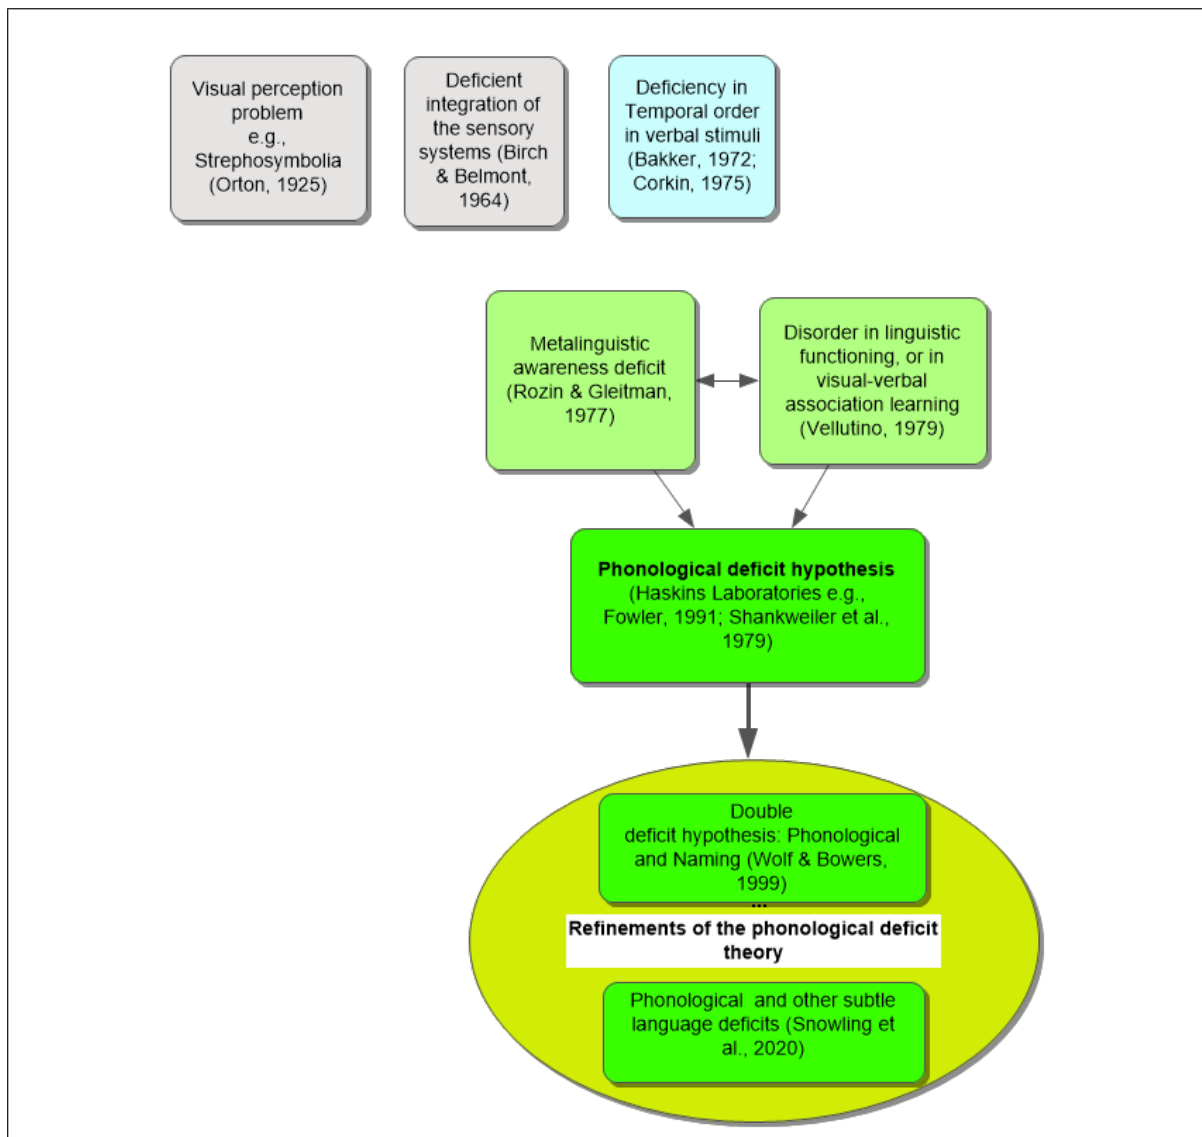 Visual perception
problem
e.g.,
Strephosymbolia
(Orton, 1925)
Deficient
integration of
the sensory
systems (Birch
& Belmont,
1964)
Deficiency in
Temporal order
in verbal stimuli
(Bakker, 1972;
Corkin, 1975)
Metalinguistic
awareness deficit
(Rozin & Gleitman,
1977)
Disorder in linguistic
functioning, or in
visual-verbal
association learning
(Vellutino, 1979)
Phonological deficit hypothesis
(Haskins Laboratories e.g.,
Fowler, 1991; Shankweiler et al.,
1979)
Double
deficit hypothesis: Phonological
and Naming (Wolf & Bowers,
1999)
...
Refinements of the phonological deficit
theory
Phonological and other subtle
language deficits (Snowling et
al., 2020)